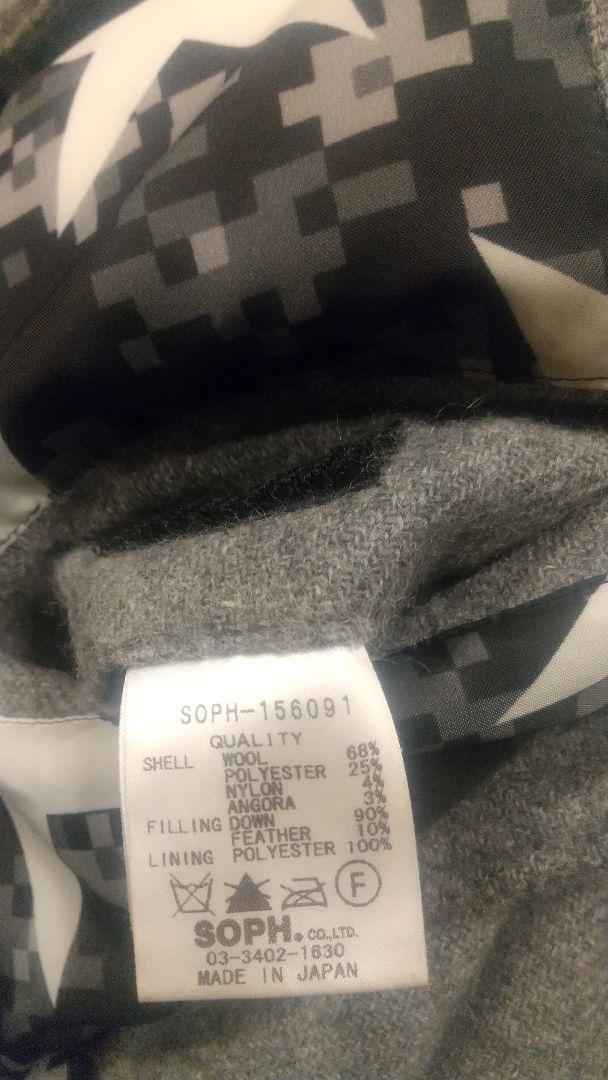 SOPH-156091
QUALITY
SHELL WOOL 68%
POLYESTER 25%
NYLON 4%
ANGORA 3%
FILLING DOWN 90%
FEATHER 10%
LINING POLYESTER 100%
F
SOPH. CO.,LTD.
03-3402-1630
MADE IN JAPAN